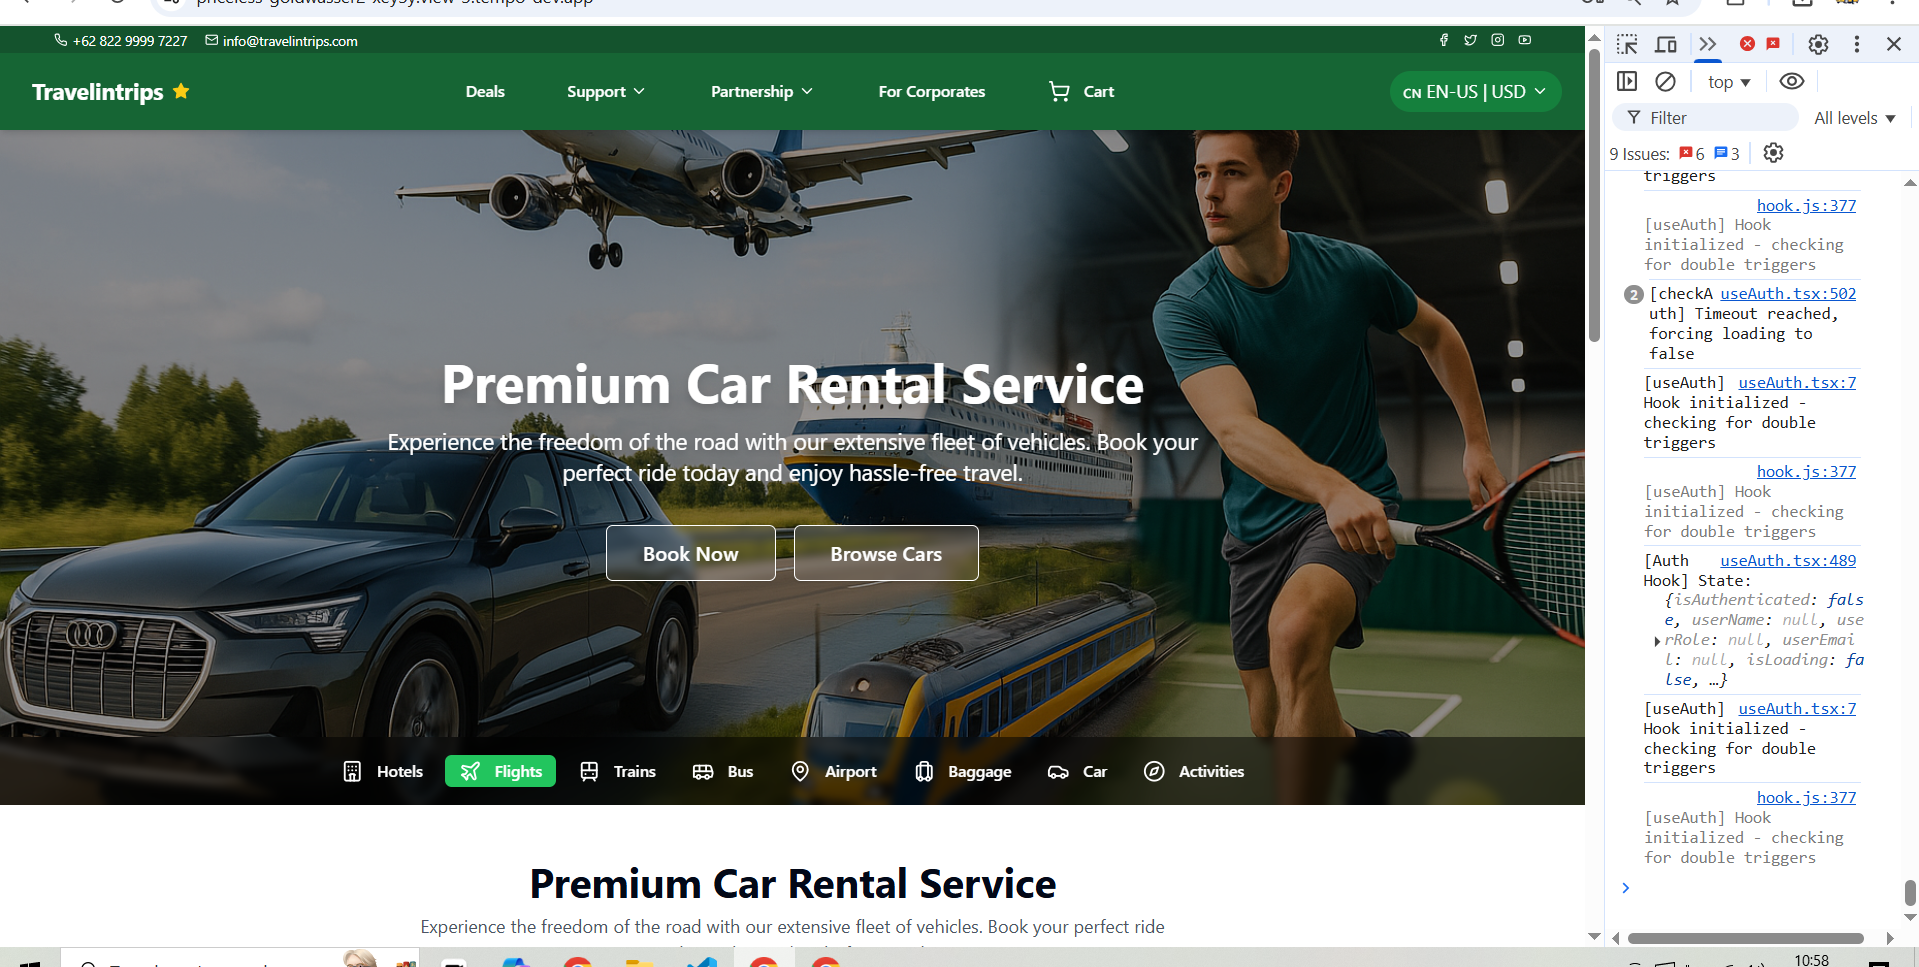 +62 822 9999 7227 info@travelintrips.com
Travelintrips Deals Support Partnership For Corporates Cart CN EN-US | USD
Premium Car Rental Service
Experience the freedom of the road with our extensive fleet of vehicles. Book your
perfect ride today and enjoy hassle-free travel.
Book Now Browse Cars
Hotels Flights Trains Bus Airport Baggage Car Activities
Premium Car Rental Service
Experience the freedom of the road with our extensive fleet of vehicles. Book your perfect ride
top
Filter All levels
9 Issues: 6 3
triggers
hook.js:377
[useAuth] Hook
initialized - checking
for double triggers
2 [checkA useAuth.tsx:502
uth] Timeout reached,
forcing loading to
false
[useAuth] useAuth.tsx:7
Hook initialized -
checking for double
triggers
hook.js:377
[useAuth] Hook
initialized - checking
for double triggers
[Auth useAuth.tsx:489
Hook] State:
{isAuthenticated: fals
e, userName: null, use
rRole: null, userEmai
l: null, isLoading: fa
lse, …}
[useAuth] useAuth.tsx:7
Hook initialized -
checking for double
triggers
hook.js:377
[useAuth] Hook
initialized - checking
for double triggers
10:58